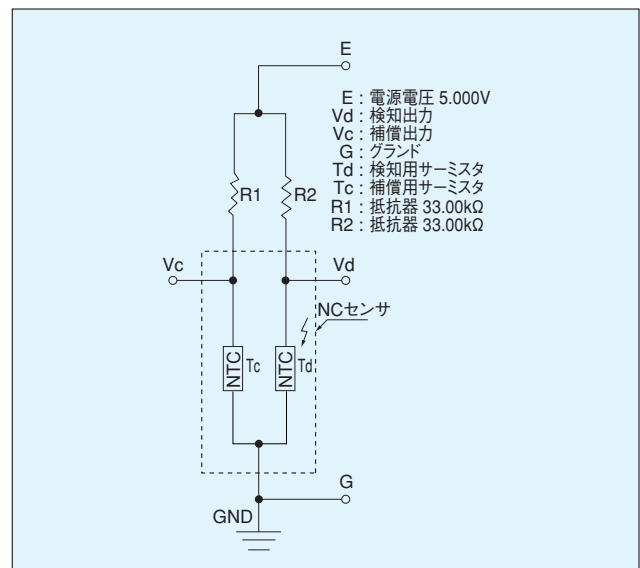 E
E : 電源電圧 5.000V
Vd : 検知出力
Vc : 補償出力
G : グランド
Td : 検知用サーミスタ
Tc : 補償用サーミスタ
R1 : 抵抗器 33.00kΩ
R2 : 抵抗器 33.00kΩ
R1
R2
Vc
Vd
NCセンサ
NTC
Tc
NTC
Td
G
GND